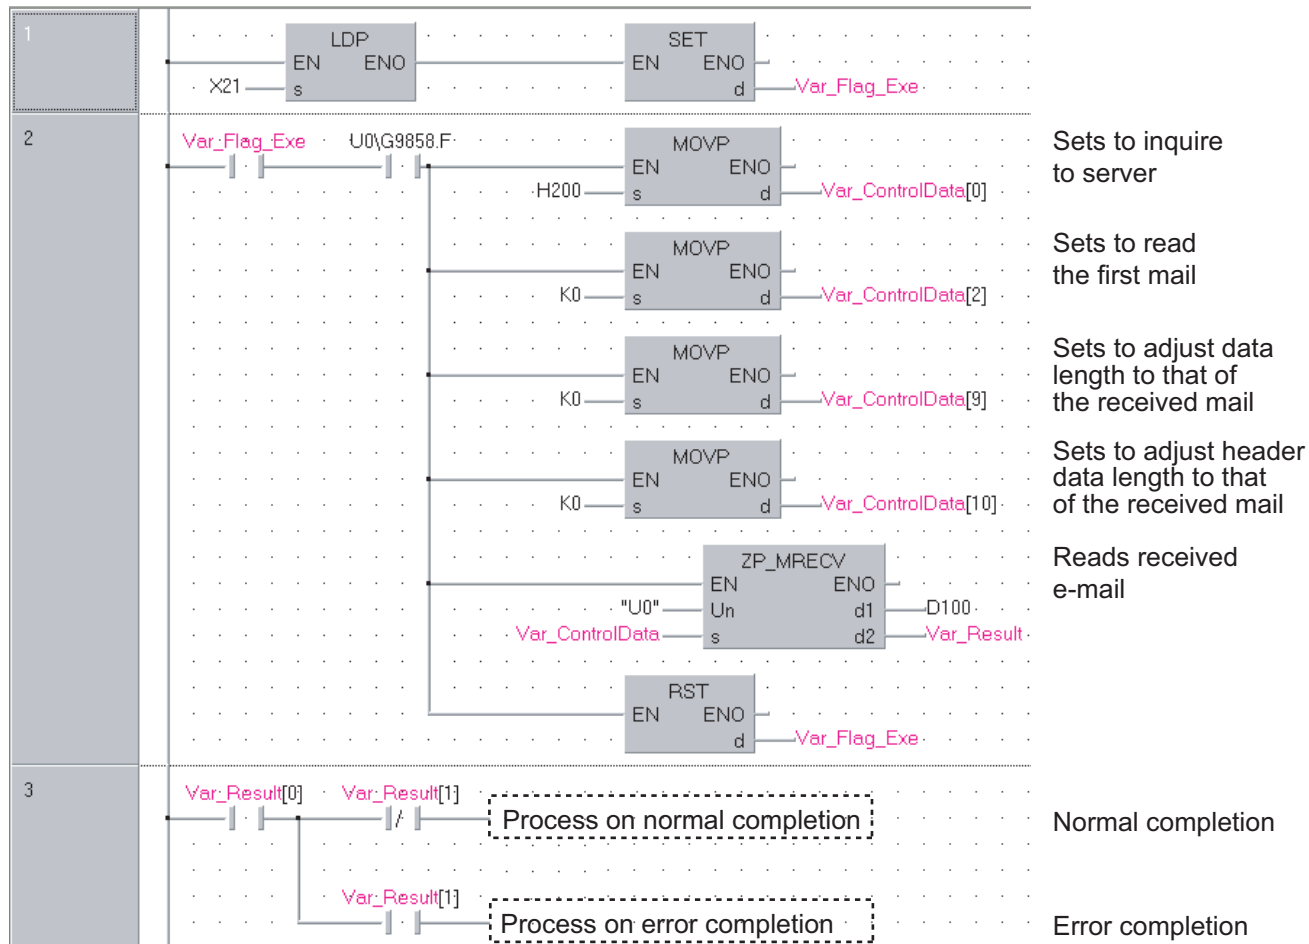 1
LDP SET
EN ENO EN ENO
X21 s d Var_Flag_Exe
2
Var_Flag_Exe U0\G9858.F
MOVP
EN ENO
H200 s d Var_ControlData[0]
Sets to inquire
to server
MOVP
EN ENO
K0 s d Var_ControlData[2]
Sets to read
the first mail
MOVP
EN ENO
K0 s d Var_ControlData[9]
Sets to adjust data
length to that of
the received mail
MOVP
EN ENO
K0 s d Var_ControlData[10]
Sets to adjust header
data length to that
of the received mail
ZP_MRECV
EN ENO
"U0" Un d1 D100
Var_ControlData s d2 Var_Result
Reads received
e-mail
RST
EN ENO
d Var_Flag_Exe
3
Var_Result[0] Var_Result[1]
/ Process on normal completion Normal completion
Var_Result[1]
Process on error completion Error completion